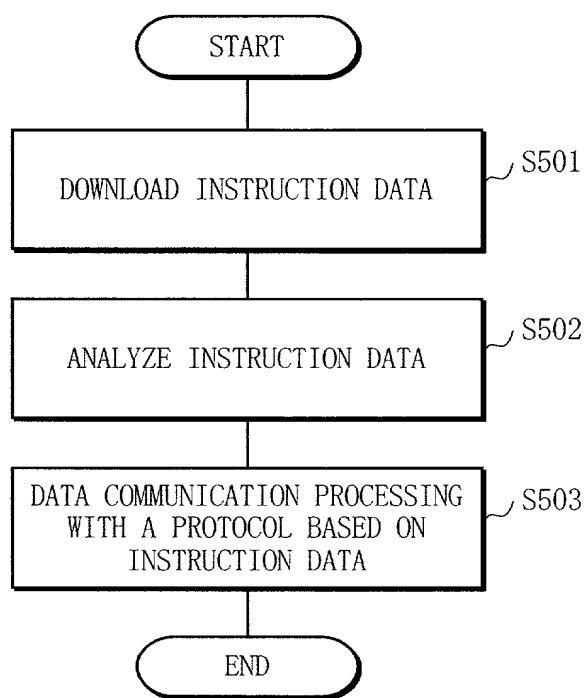 START
DOWNLOAD INSTRUCTION DATA
S501
ANALYZE INSTRUCTION DATA
S502
DATA COMMUNICATION PROCESSING
WITH A PROTOCOL BASED ON
INSTRUCTION DATA
S503
END